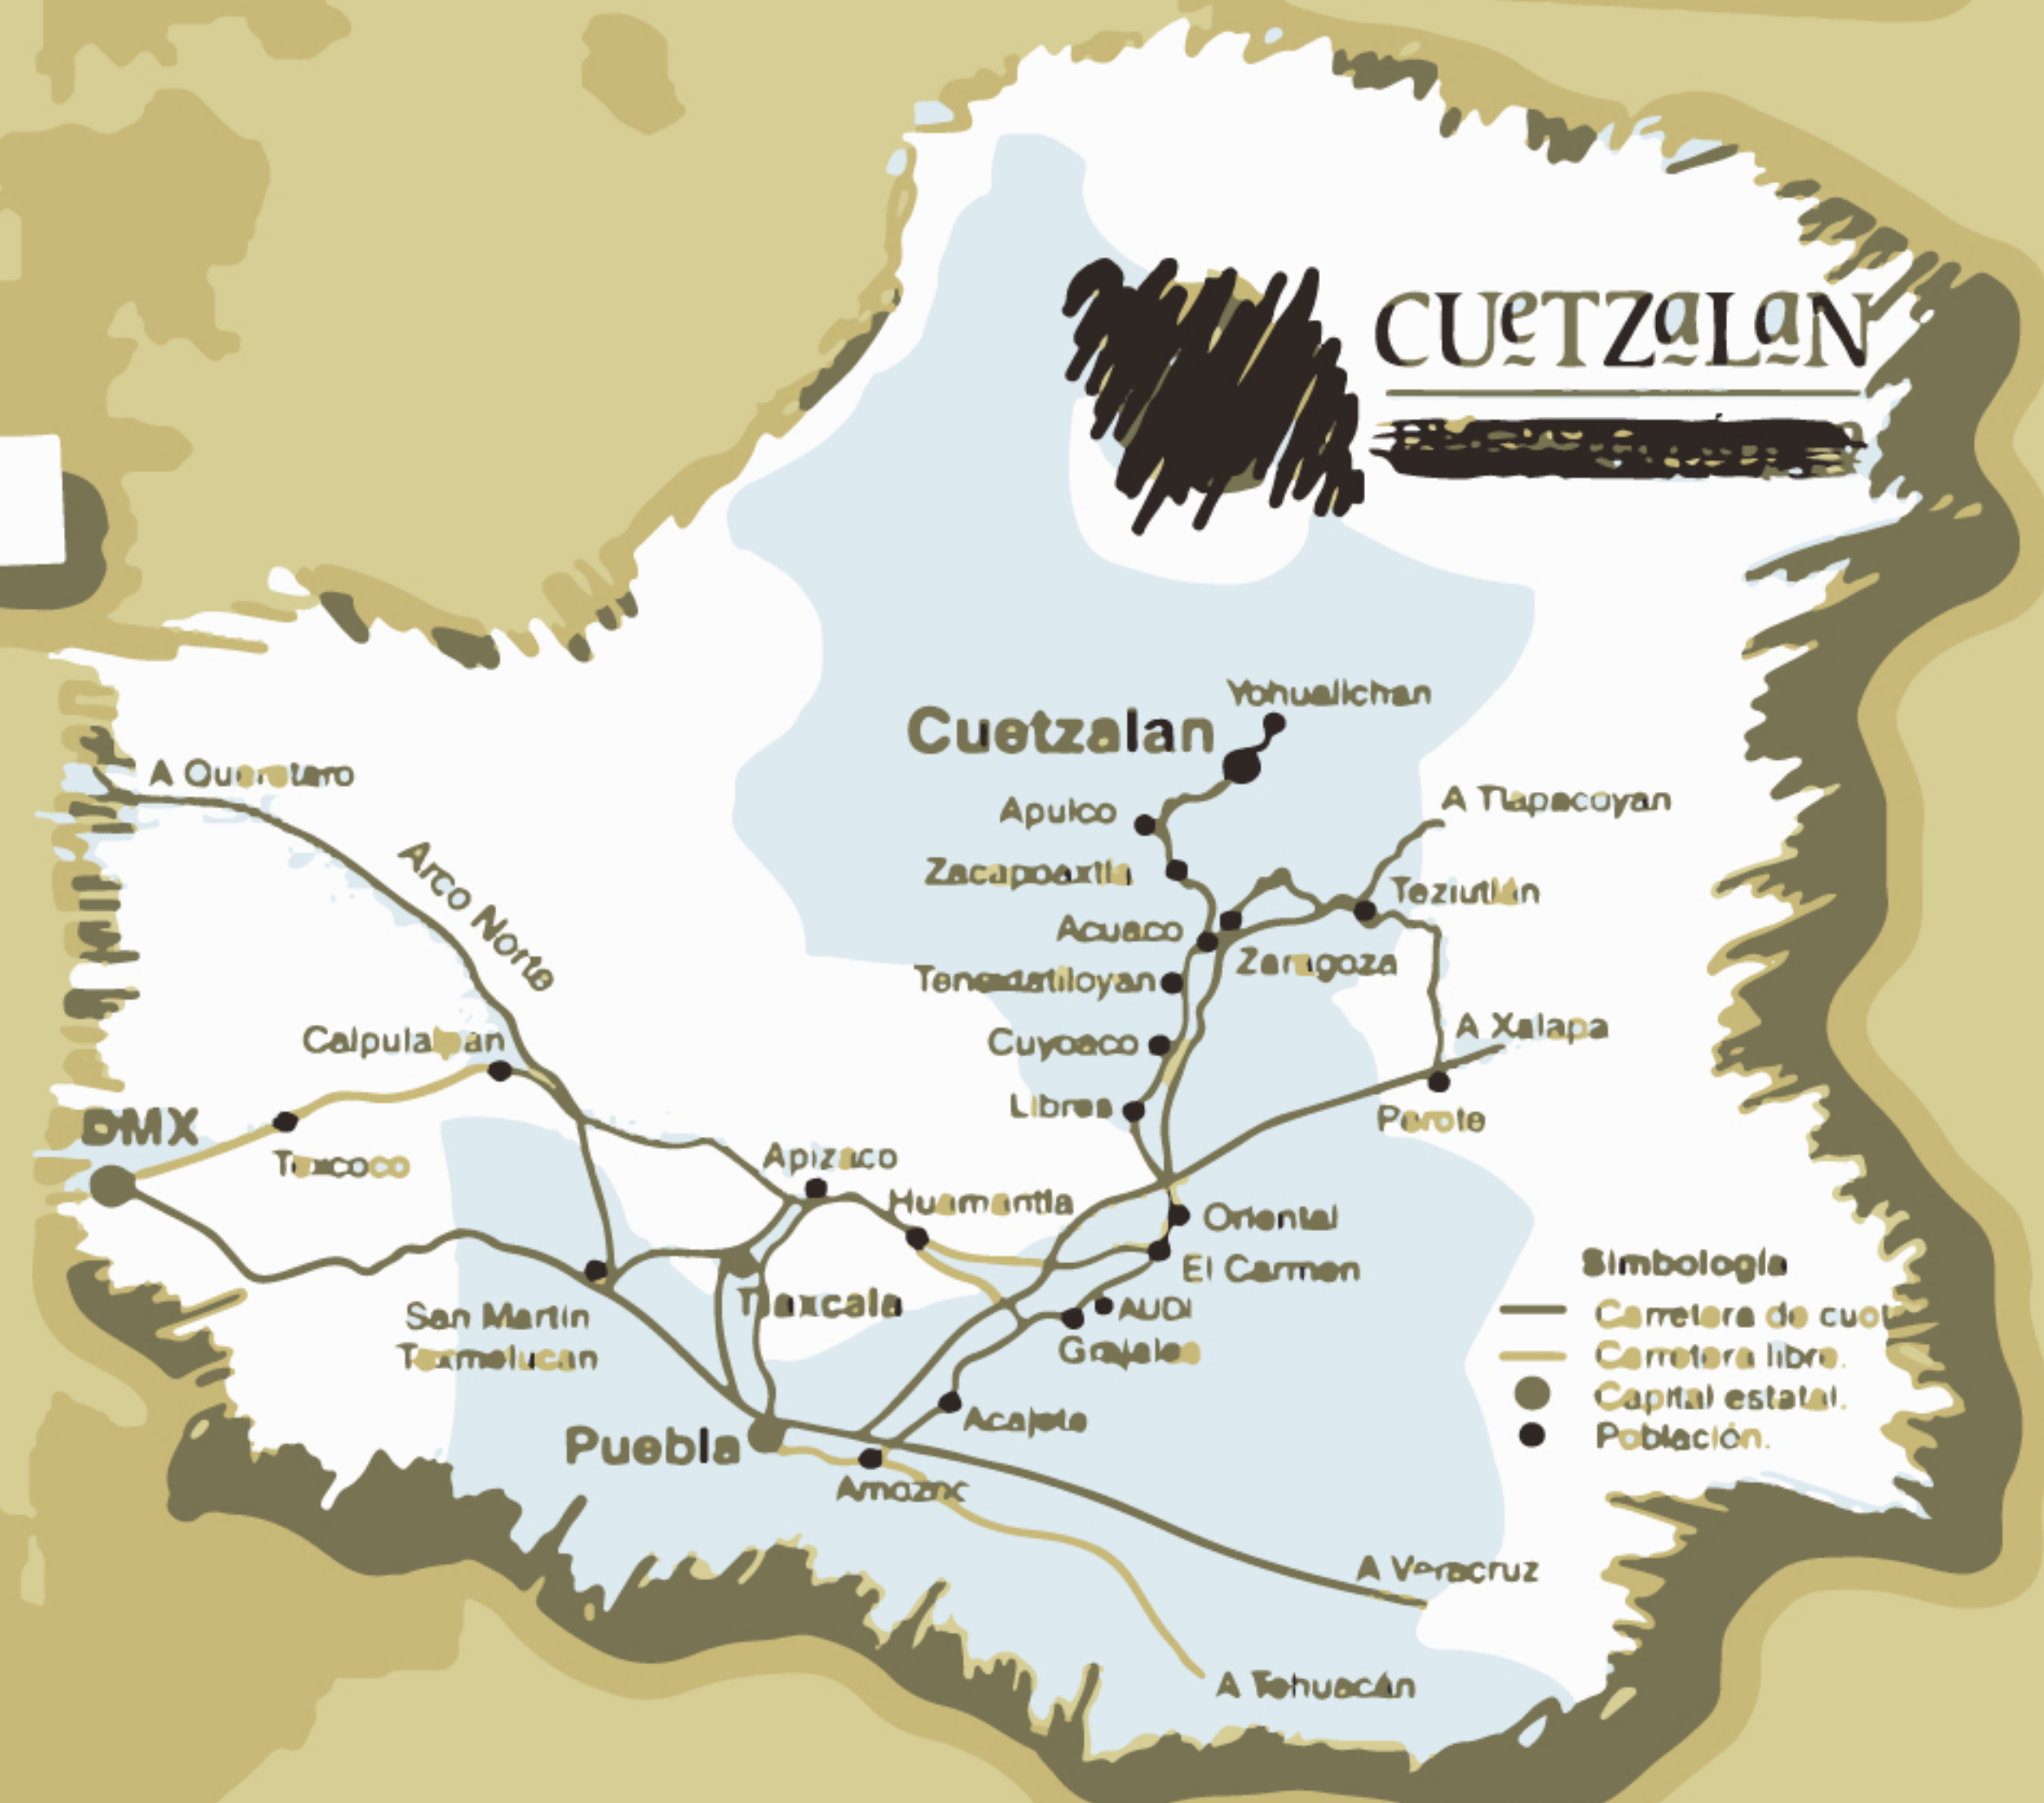 CUeTZaLaN
Yohualichan
Cuetzalan
A Querétaro
A Tlapacoyan
Apulco
Arco Norte
Zacapoaxtla
Teziutlán
Acuaco
Zaragoza
Tenextatiloyan
A Xalapa
Calpulalpan
Cuyoaco
Libres
Perote
DMX
Texcoco
Apizaco
Huamantla
Oriental
El Carmen
Simbología
San Martín
Texmelucan
Tlaxcala
AUDI
Carretera de cuot
Grajales
Carretera libre.
Capital estatal.
Acajete
Población.
Puebla
Amozoc
A Veracruz
A Tehuacán